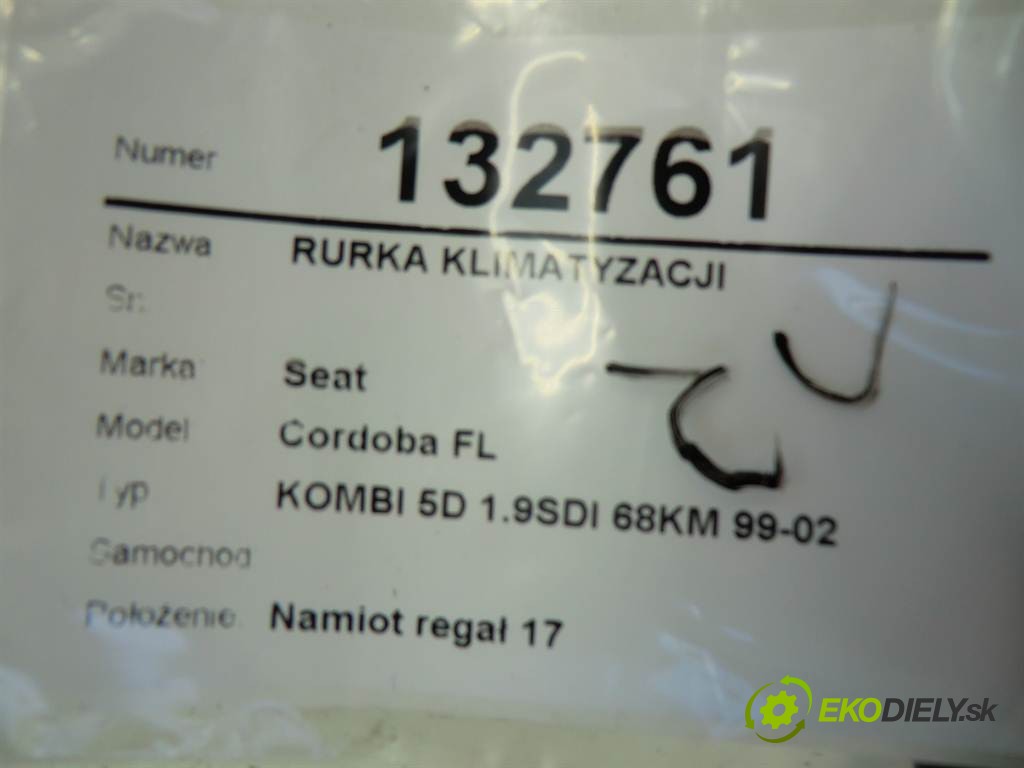 Numer 132761
Nazwa RURKA KLIMATYZACJI
Sn:
Marka Seat
Model Cordoba FL
Typ KOMBI 5D 1.9SDI 68KM 99-02
Samochod
Położenie Namiot regał 17
EKODIELY.sk